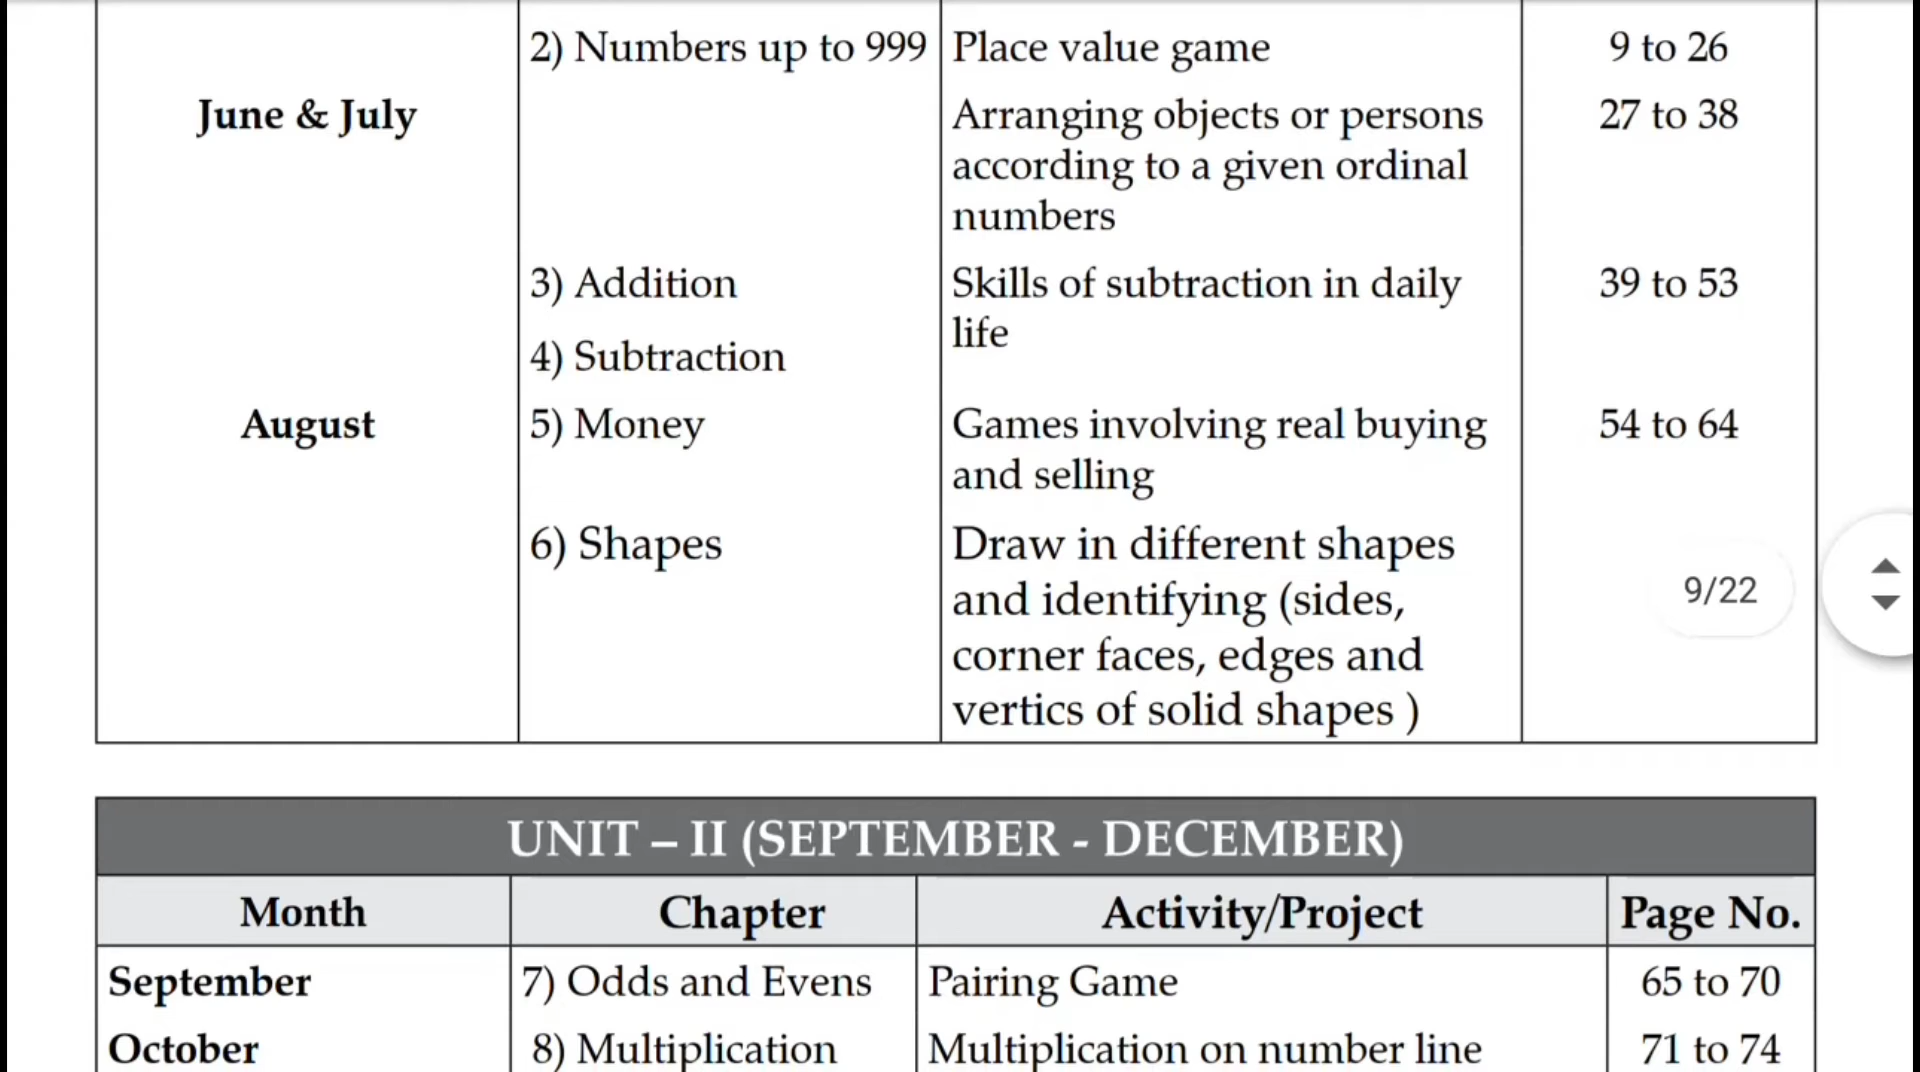 2) Numbers up to 999 Place value game 9 to 26
June & July Arranging objects or persons 27 to 38
according to a given ordinal
numbers
3) Addition Skills of subtraction in daily 39 to 53
life
4) Subtraction
August 5) Money Games involving real buying 54 to 64
and selling
6) Shapes Draw in different shapes
and identifying (sides,
9/22
corner faces, edges and
vertics of solid shapes )
UNIT – II (SEPTEMBER - DECEMBER)
Month Chapter Activity/Project Page No.
September 7) Odds and Evens Pairing Game 65 to 70
October 8) Multiplication Multiplication on number line 71 to 74